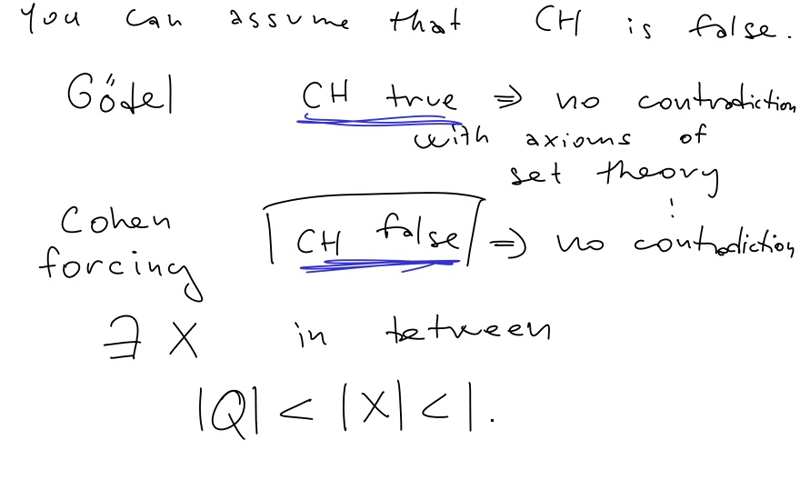 You can assume that CH is false.
Gődel CH true ⇒ no contradiction
with axioms of
set theory
!
Cohen CH false ⇒ no contradiction
forcing
∃ X in between
|Q| < |X| < |.